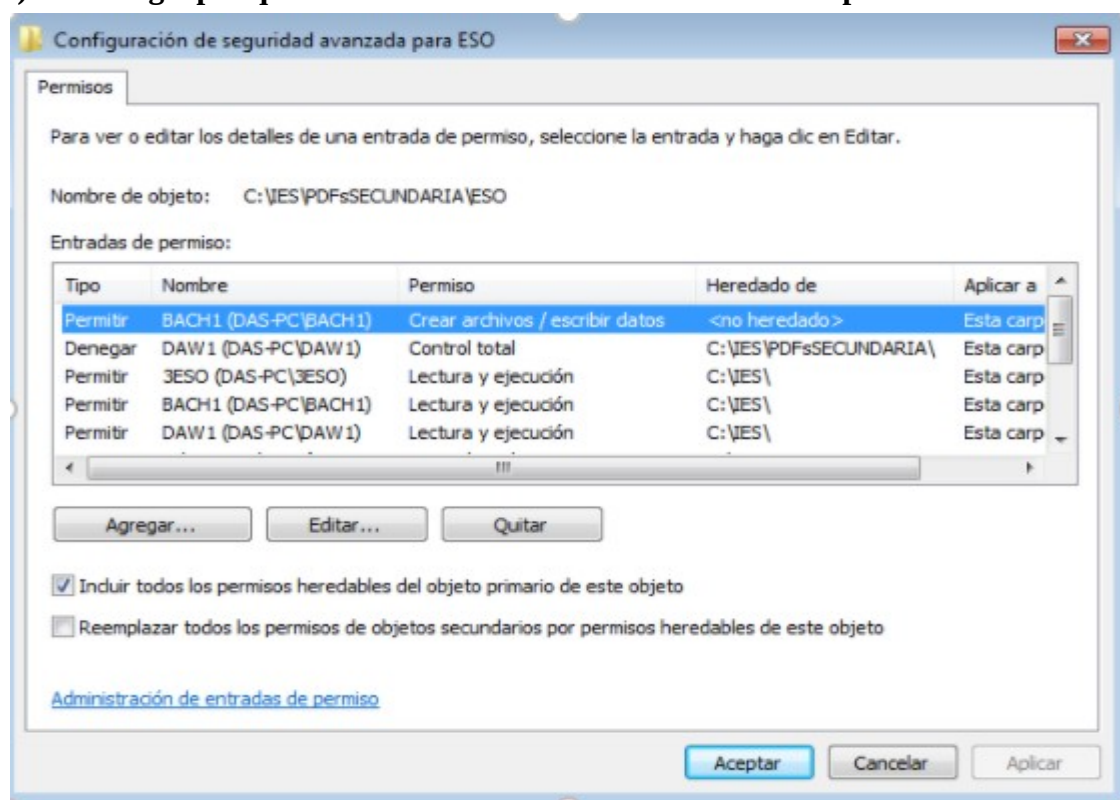 Configuración de seguridad avanzada para ESO
Permisos
Para ver o editar los detalles de una entrada de permiso, seleccione la entrada y haga clic en Editar.
Nombre de objeto: C:\IES\PDFsSECUNDARIA\ESO
Entradas de permiso:
Tipo Nombre Permiso Heredado de Aplicar a
Permitir BACH1 (DAS-PC\BACH1) Crear archivos / escribir datos <no heredado> Esta carp
Denegar DAW1 (DAS-PC\DAW1) Control total C:\IES\PDFsSECUNDARIA\ Esta carp
Permitir 3ESO (DAS-PC\3ESO) Lectura y ejecución C:\IES\ Esta carp
Permitir BACH1 (DAS-PC\BACH1) Lectura y ejecución C:\IES\ Esta carp
Permitir DAW1 (DAS-PC\DAW1) Lectura y ejecución C:\IES\ Esta carp
Agregar... Editar... Quitar
Incluir todos los permisos heredables del objeto primario de este objeto
Reemplazar todos los permisos de objetos secundarios por permisos heredables de este objeto
Administración de entradas de permiso
Aceptar Cancelar Aplicar